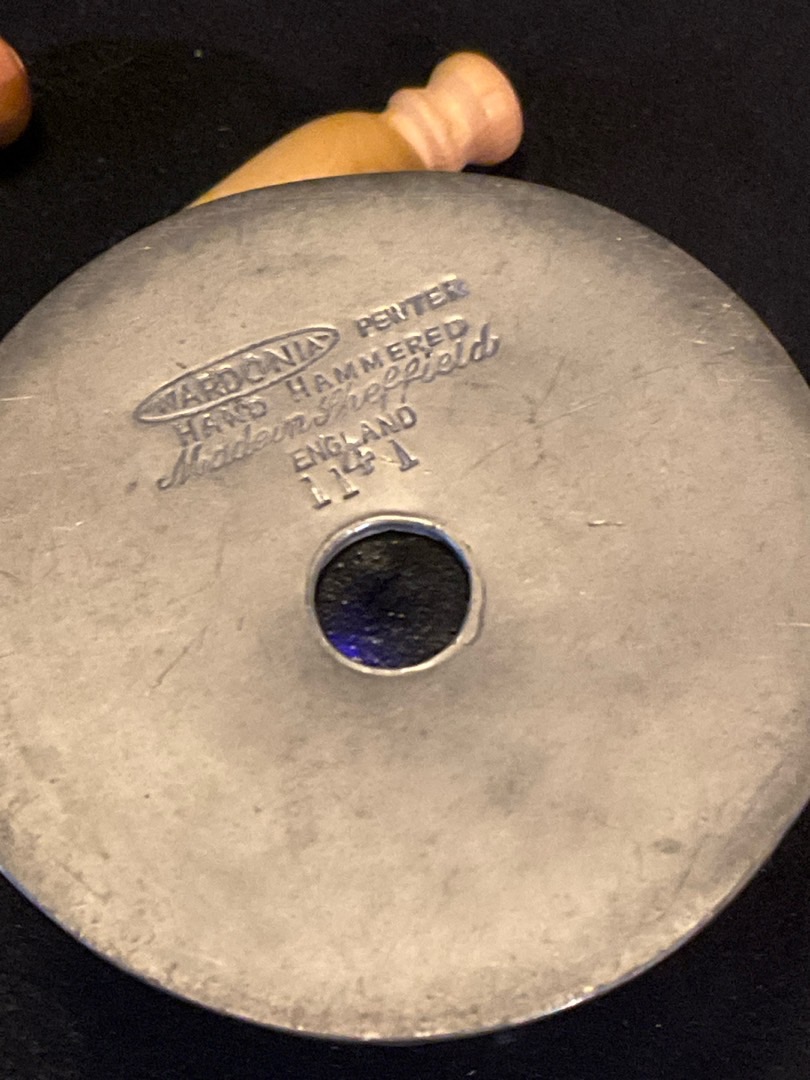 WARDONIA PEWTER
HAND HAMMERED
Made in Sheffield
ENGLAND
1141